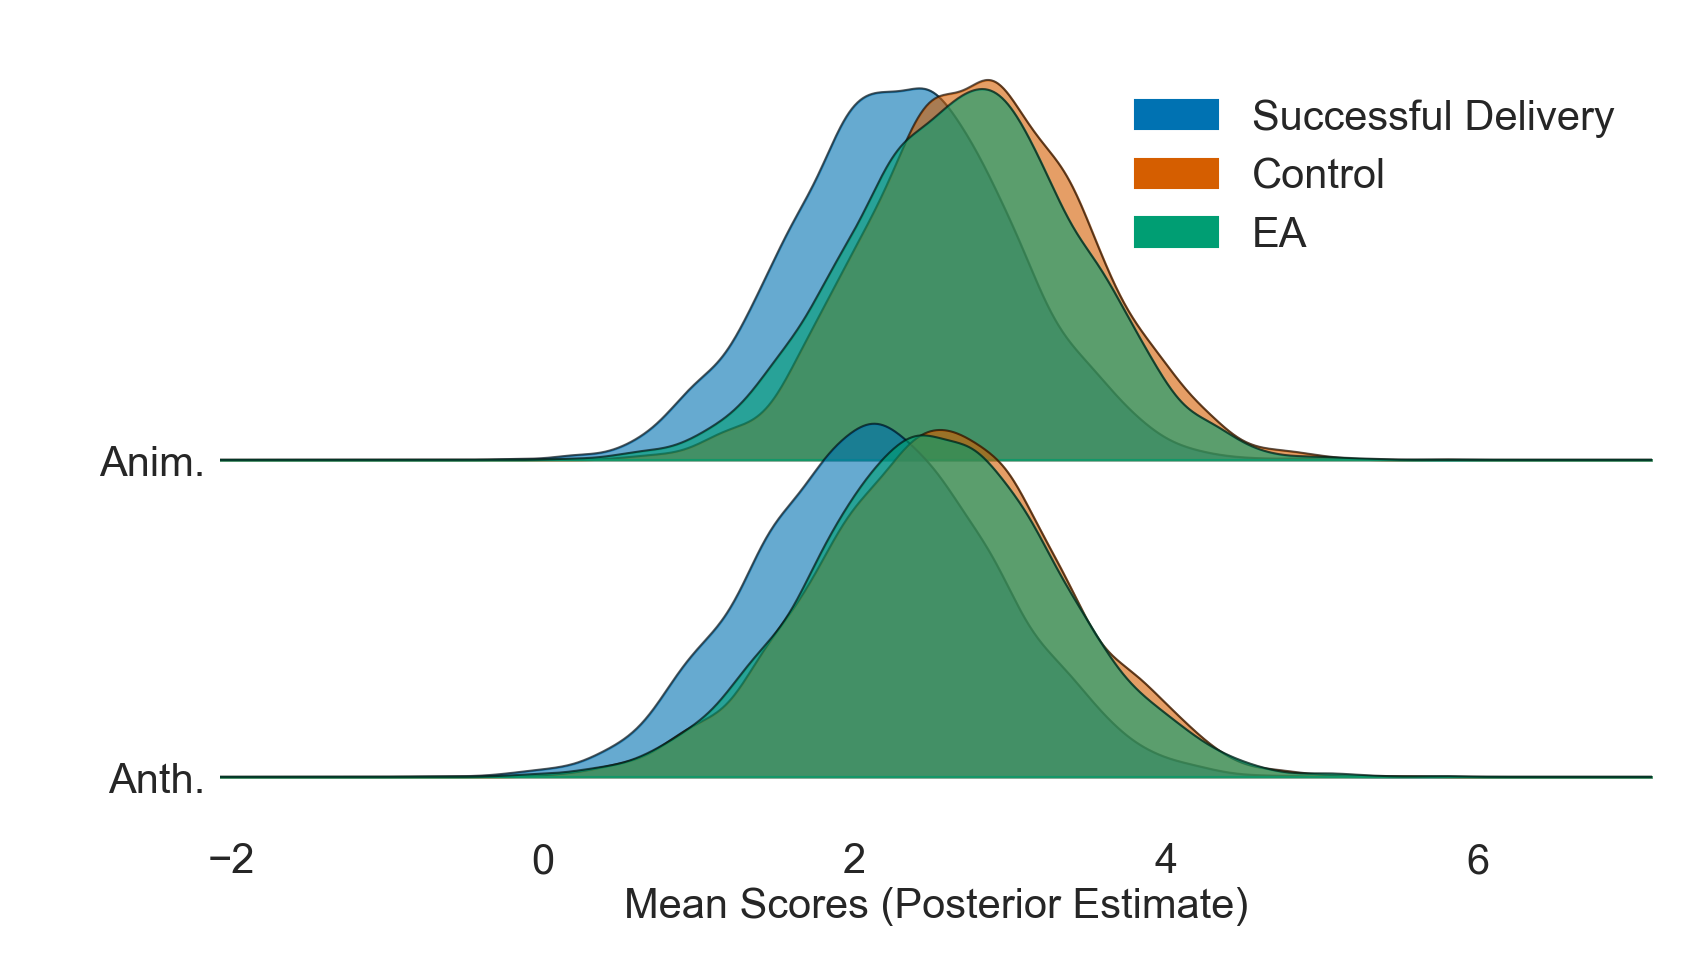 Successful Delivery
Control
EA
Anim.
Anth.
−2 0 2 4 6
Mean Scores (Posterior Estimate)